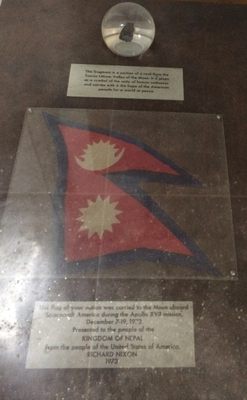 This fragment is a portion of a rock from the
Taurus Littrow Valley of the Moon. It is given
as a symbol of the unity of human endeavor
and carries with it the hope of the American
people for a world at peace.
This flag of your nation was carried to the Moon aboard
Spacecraft America during the Apollo XVII mission,
December 7-19, 1972.
Presented to the people of the
KINGDOM OF NEPAL
From the people of the United States of America.
RICHARD NIXON
1973